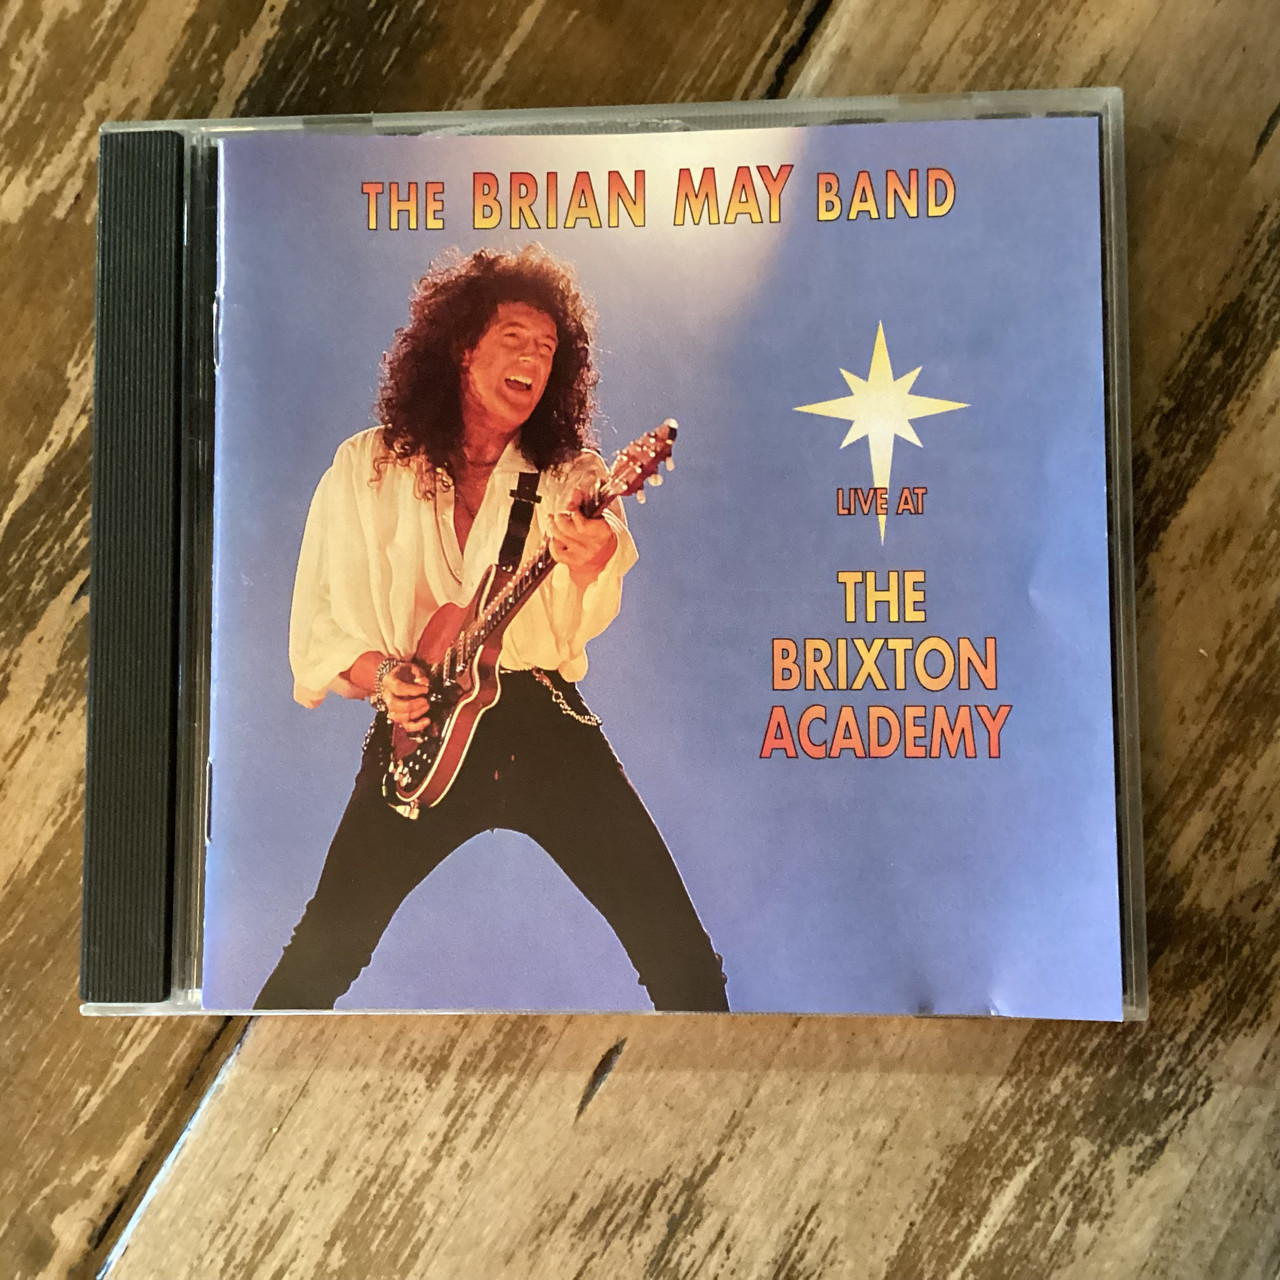 THE BRIAN MAY BAND
LIVE AT
THE
BRIXTON
ACADEMY